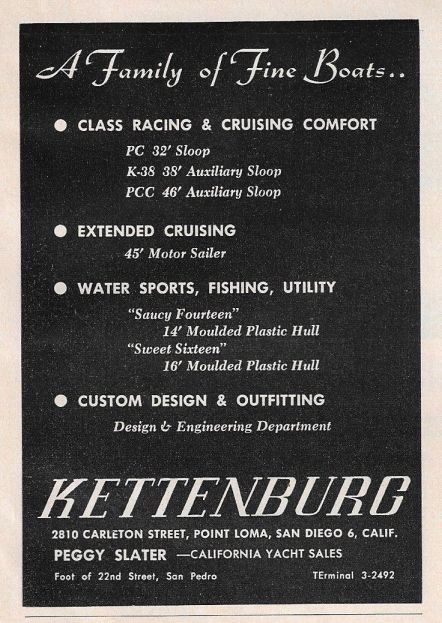 A Family of Fine Boats..
● CLASS RACING & CRUISING COMFORT
PC 32' Sloop
K-38 38' Auxiliary Sloop
PCC 46' Auxiliary Sloop
● EXTENDED CRUISING
45' Motor Sailer
● WATER SPORTS, FISHING, UTILITY
"Saucy Fourteen"
14' Moulded Plastic Hull
"Sweet Sixteen"
16' Moulded Plastic Hull
● CUSTOM DESIGN & OUTFITTING
Design & Engineering Department
KETTENBURG
2810 CARLETON STREET, POINT LOMA, SAN DIEGO 6, CALIF.
PEGGY SLATER —CALIFORNIA YACHT SALES
Foot of 22nd Street, San Pedro TErminal 3-2492